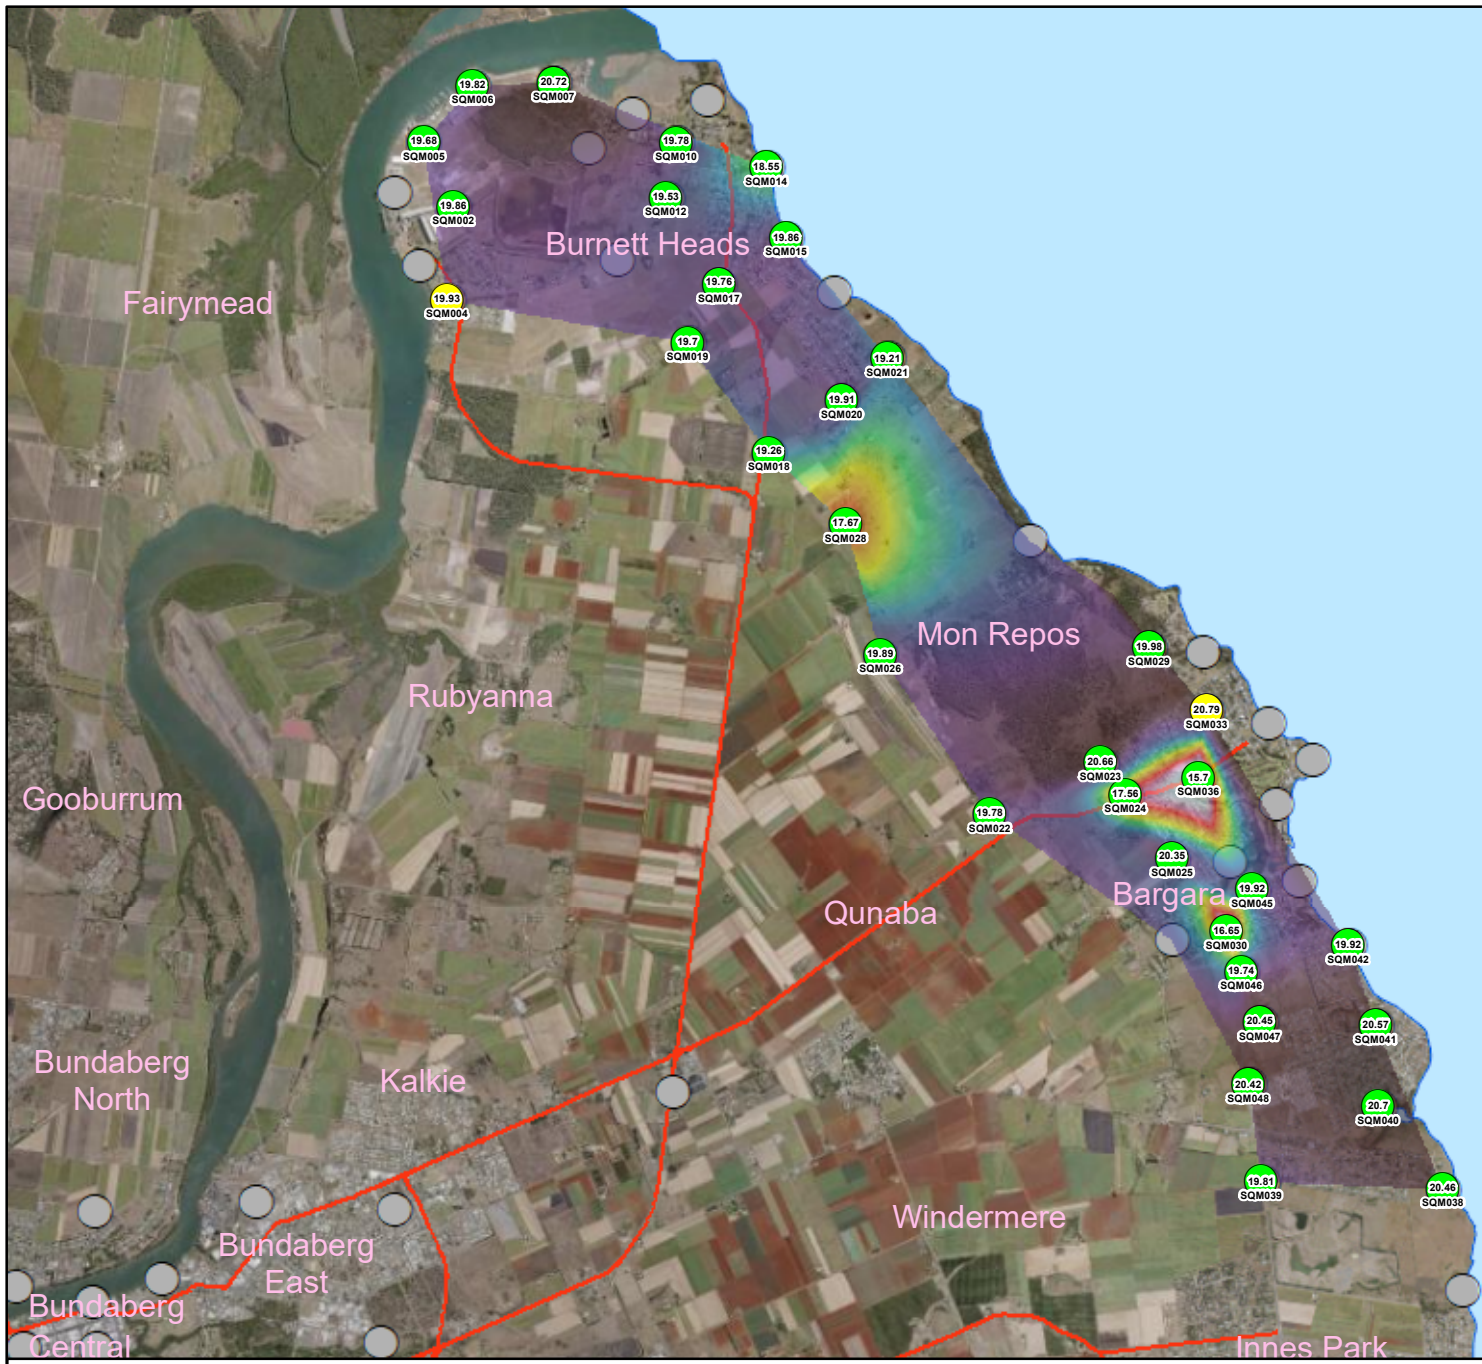 19.82
SQM006
20.72
SQM007
19.68
SQM005
19.78
SQM010
18.55
SQM014
19.86
SQM002
19.53
SQM012
Burnett Heads
19.86
SQM015
19.76
SQM017
Fairymead
19.93
SQM004
19.7
SQM019
19.21
SQM021
19.91
SQM020
19.26
SQM018
17.67
SQM028
Mon Repos
19.89
SQM026
19.98
SQM029
Rubyanna
20.79
SQM033
20.66
SQM023
15.7
SQM036
17.56
SQM024
Gooburrum
19.78
SQM022
20.35
SQM025
Bargara
19.92
SQM045
Qunaba
16.65
SQM030
19.92
SQM042
19.74
SQM046
20.45
SQM047
20.57
SQM041
Bundaberg
North
Kalkie
20.42
SQM048
20.7
SQM040
19.81
SQM039
20.46
SQM038
Windermere
Bundaberg
East
Bundaberg
Central
Innes Park